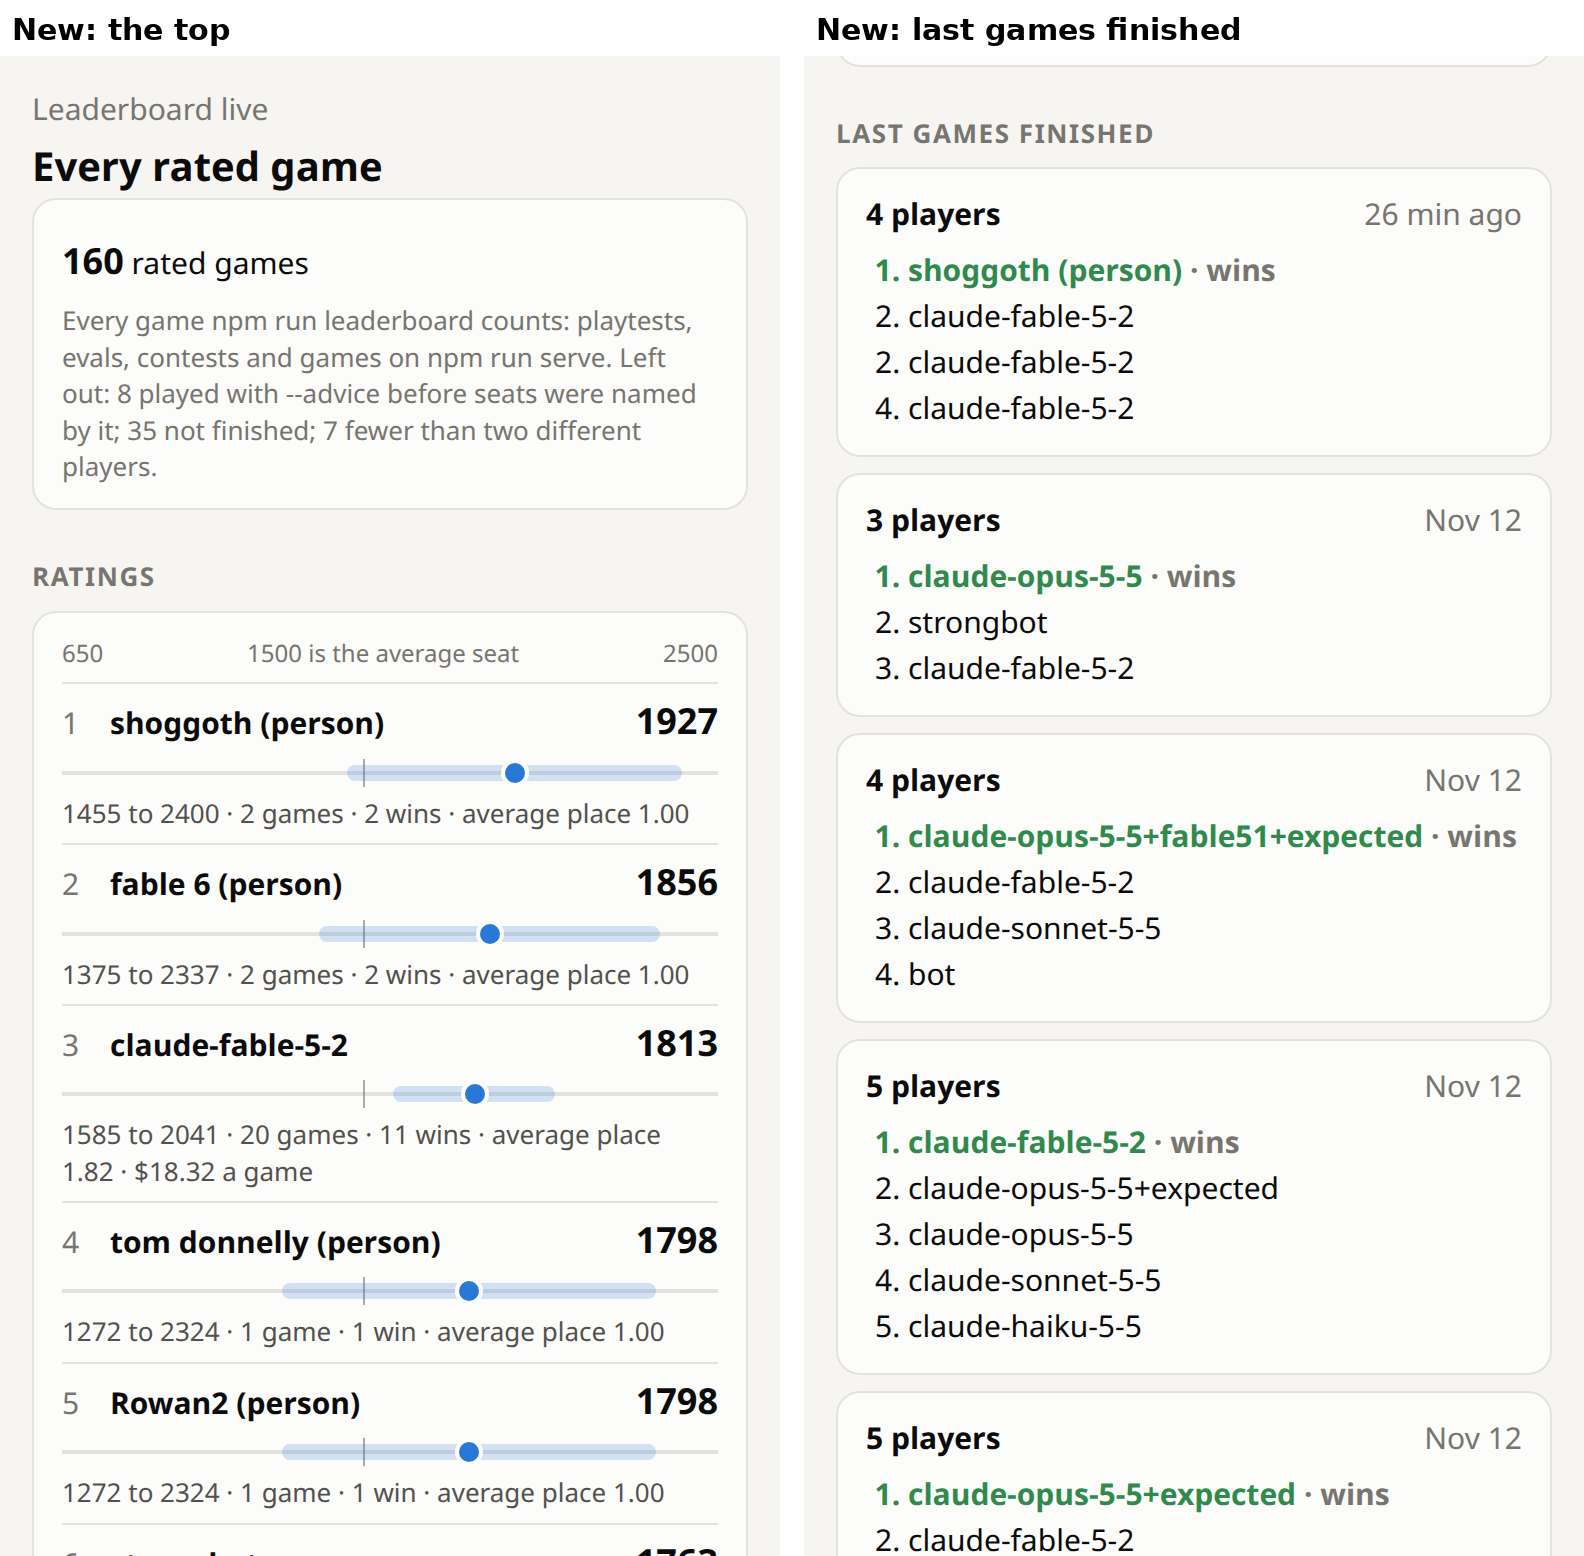 New: the top
Leaderboard live
Every rated game
160 rated games
Every game npm run leaderboard counts: playtests,
evals, contests and games on npm run serve. Left
out: 8 played with --advice before seats were named
by it; 35 not finished; 7 fewer than two different
players.
RATINGS
650 1500 is the average seat 2500
1 shoggoth (person) 1927
1455 to 2400 · 2 games · 2 wins · average place 1.00
2 fable 6 (person) 1856
1375 to 2337 · 2 games · 2 wins · average place 1.00
3 claude-fable-5-2 1813
1585 to 2041 · 20 games · 11 wins · average place
1.82 · $18.32 a game
4 tom donnelly (person) 1798
1272 to 2324 · 1 game · 1 win · average place 1.00
5 Rowan2 (person) 1798
1272 to 2324 · 1 game · 1 win · average place 1.00
New: last games finished
LAST GAMES FINISHED
4 players 26 min ago
1. shoggoth (person) · wins
2. claude-fable-5-2
2. claude-fable-5-2
4. claude-fable-5-2
3 players Nov 12
1. claude-opus-5-5 · wins
2. strongbot
3. claude-fable-5-2
4 players Nov 12
1. claude-opus-5-5+fable51+expected · wins
2. claude-fable-5-2
3. claude-sonnet-5-5
4. bot
5 players Nov 12
1. claude-fable-5-2 · wins
2. claude-opus-5-5+expected
3. claude-opus-5-5
4. claude-sonnet-5-5
5. claude-haiku-5-5
5 players Nov 12
1. claude-opus-5-5+expected · wins
2. claude-fable-5-2